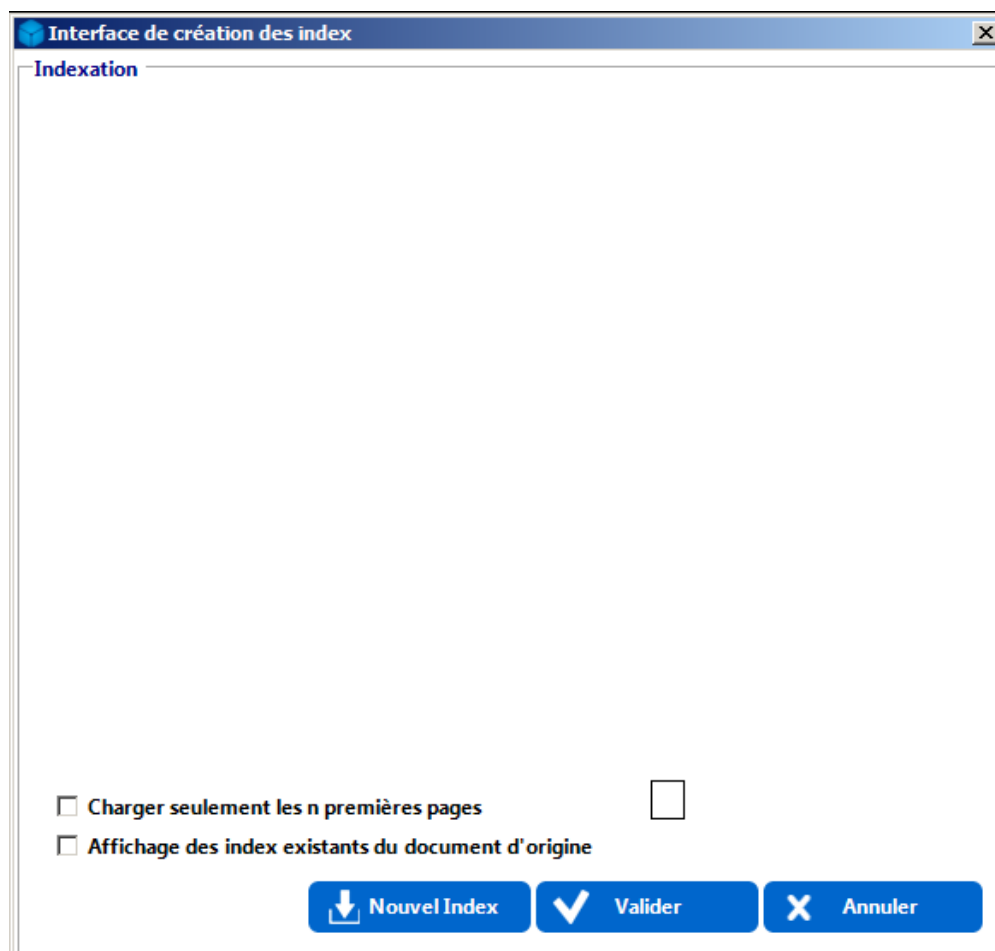 Interface de création des index
Indexation
Charger seulement les n premières pages
Affichage des index existants du document d'origine
Nouvel Index Valider Annuler